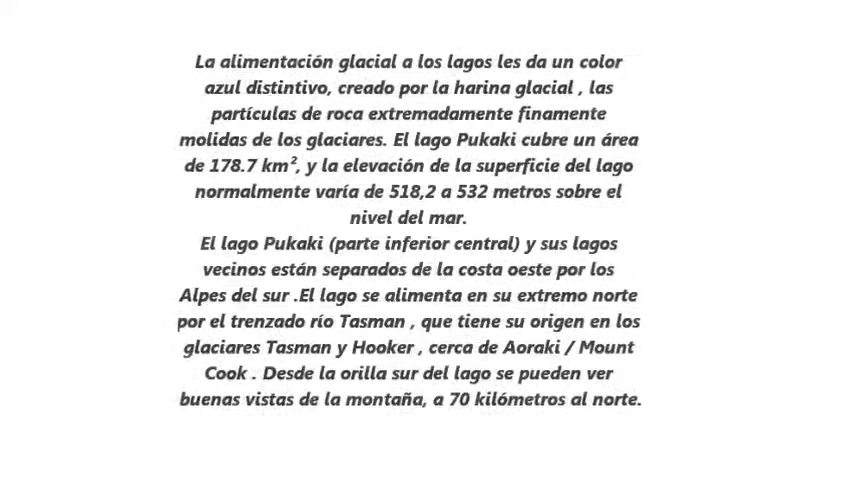 La alimentación glacial a los lagos les da un color
azul distintivo, creado por la harina glacial , las
partículas de roca extremadamente finamente
molidas de los glaciares. El lago Pukaki cubre un área
de 178.7 km², y la elevación de la superficie del lago
normalmente varía de 518,2 a 532 metros sobre el
nivel del mar.
El lago Pukaki (parte inferior central) y sus lagos
vecinos están separados de la costa oeste por los
Alpes del sur .El lago se alimenta en su extremo norte
por el trenzado río Tasman , que tiene su origen en los
glaciares Tasman y Hooker , cerca de Aoraki / Mount
Cook . Desde la orilla sur del lago se pueden ver
buenas vistas de la montaña, a 70 kilómetros al norte.